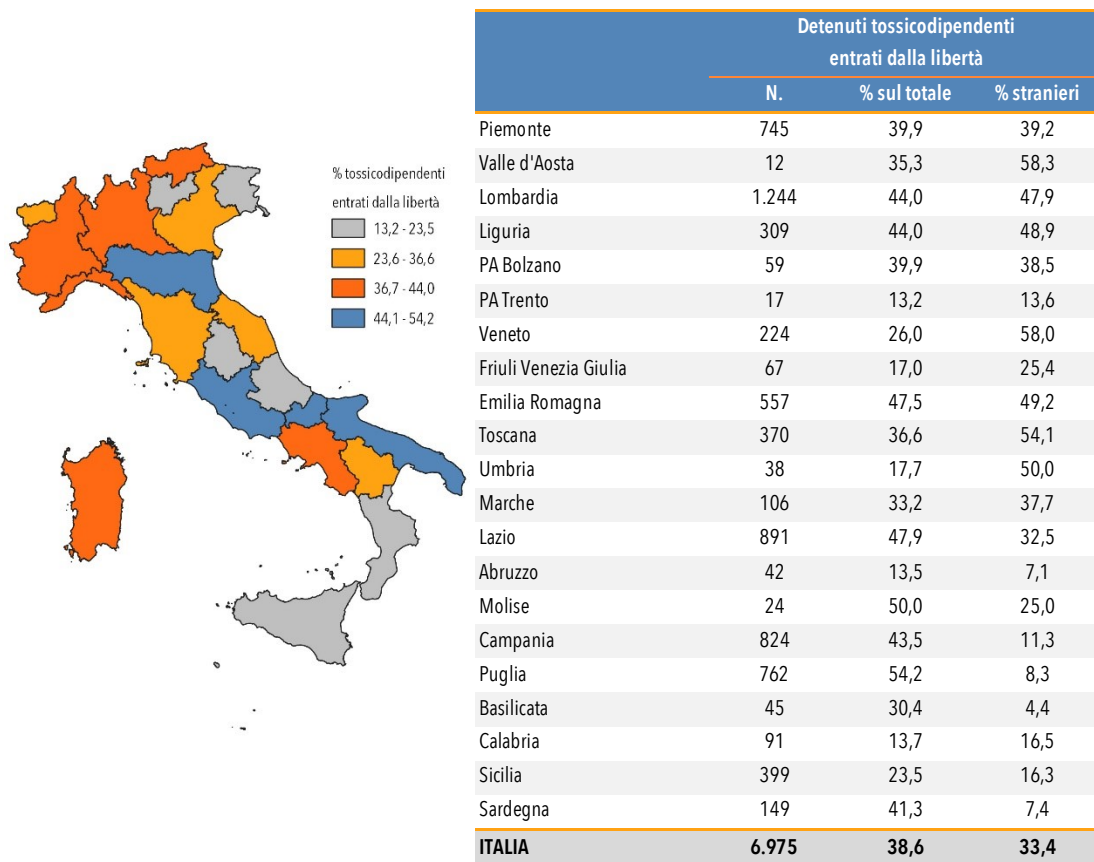 % tossicodipendenti
entrati dalla libertà
13,2 - 23,5
23,6 - 36,6
36,7 - 44,0
44,1 - 54,2
Detenuti tossicodipendenti
entrati dalla libertà
N. % sul totale % stranieri
Piemonte 745 39,9 39,2
Valle d'Aosta 12 35,3 58,3
Lombardia 1.244 44,0 47,9
Liguria 309 44,0 48,9
PA Bolzano 59 39,9 38,5
PA Trento 17 13,2 13,6
Veneto 224 26,0 58,0
Friuli Venezia Giulia 67 17,0 25,4
Emilia Romagna 557 47,5 49,2
Toscana 370 36,6 54,1
Umbria 38 17,7 50,0
Marche 106 33,2 37,7
Lazio 891 47,9 32,5
Abruzzo 42 13,5 7,1
Molise 24 50,0 25,0
Campania 824 43,5 11,3
Puglia 762 54,2 8,3
Basilicata 45 30,4 4,4
Calabria 91 13,7 16,5
Sicilia 399 23,5 16,3
Sardegna 149 41,3 7,4
ITALIA 6.975 38,6 33,4